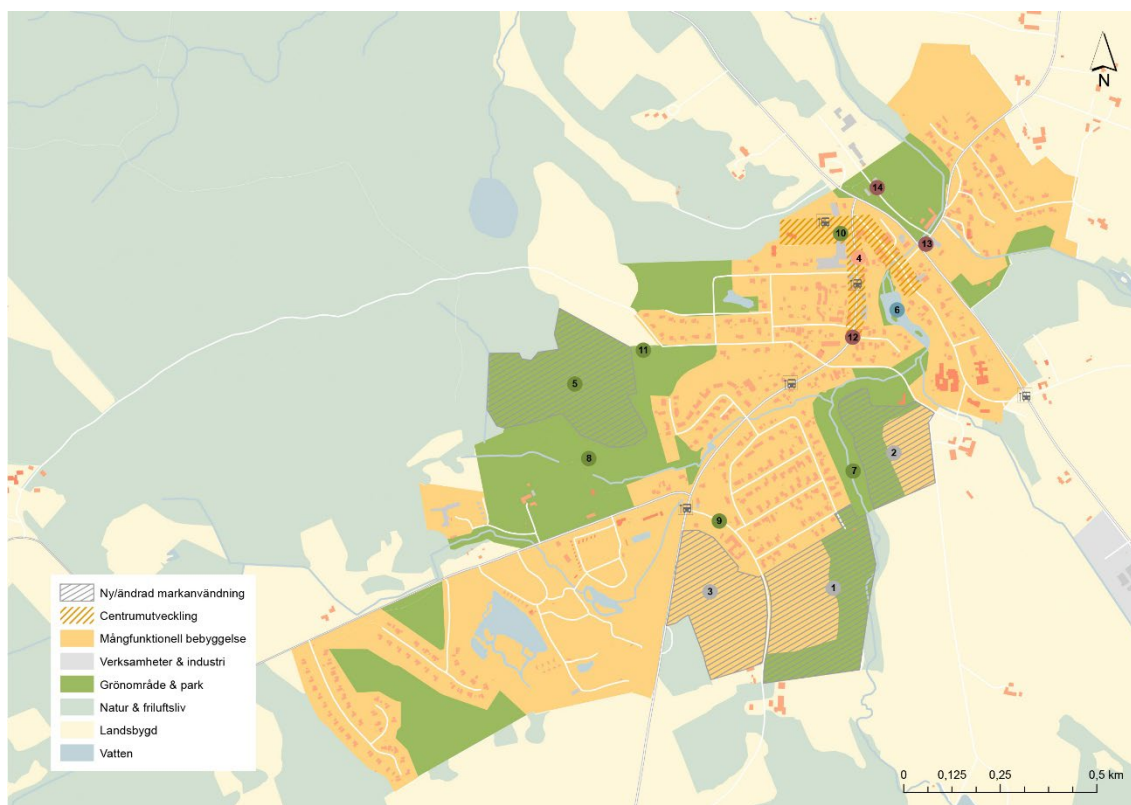 N
14
10
13
4
6
12
11
5
2
8
7
9
1
3
Ny/ändrad markanvändning
Centrumutveckling
Mångfunktionell bebyggelse
Verksamheter & industri
Grönområde & park
Natur & friluftsliv
Landsbygd
Vatten
0 0,125 0,25 0,5 km